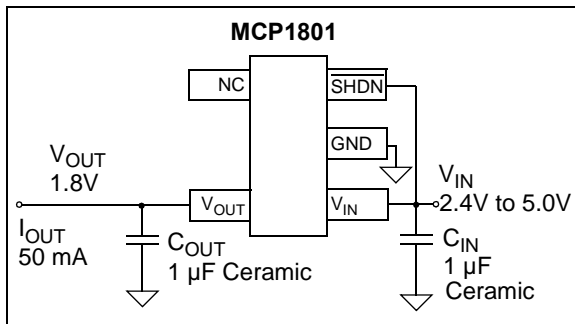 MCP1801
NC
SHDN
GND
VOUT
1.8V
VOUT
VIN
VIN
2.4V to 5.0V
IOUT
50 mA
COUT
1 µF Ceramic
CIN
1 µF
Ceramic